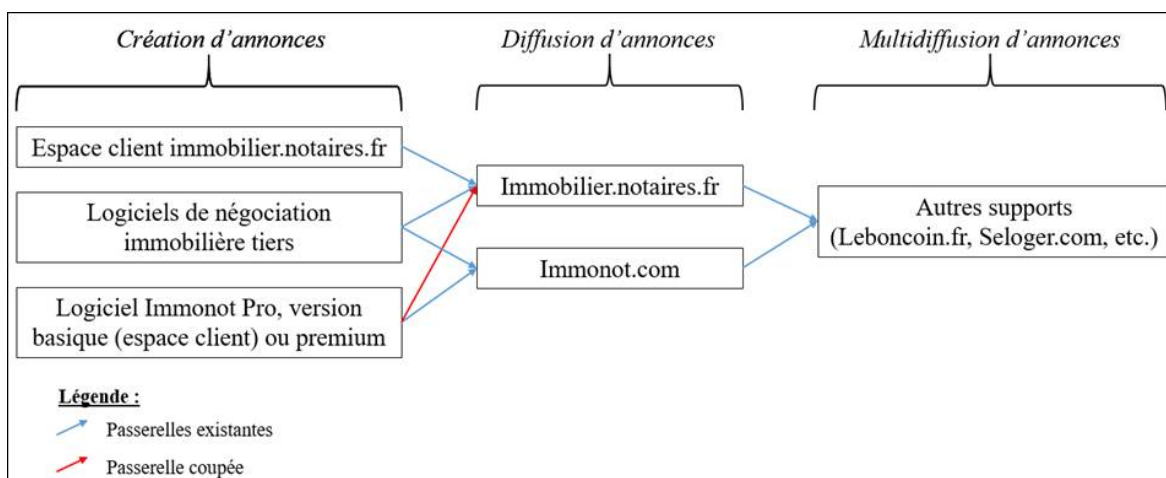 Création d’annonces
Diffusion d’annonces
Multidiffusion d’annonces
Espace client immobilier.notaires.fr
Logiciels de négociation
immobilière tiers
Logiciel Immonot Pro, version
basique (espace client) ou premium
Immobilier.notaires.fr
Immonot.com
Autres supports
(Leboncoin.fr, Seloger.com, etc.)
Légende :
Passerelles existantes
Passerelle coupée